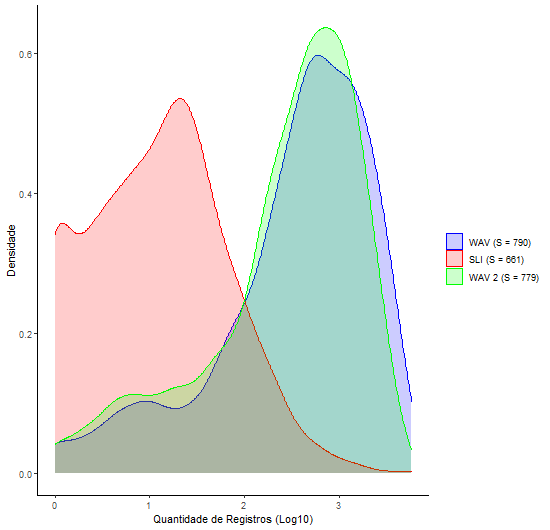 0.6
0.4
0.2
0.0
Densidade
0
1
2
3
Quantidade de Registros (Log10)
WAV (S = 790)
SLI (S = 661)
WAV 2 (S = 779)